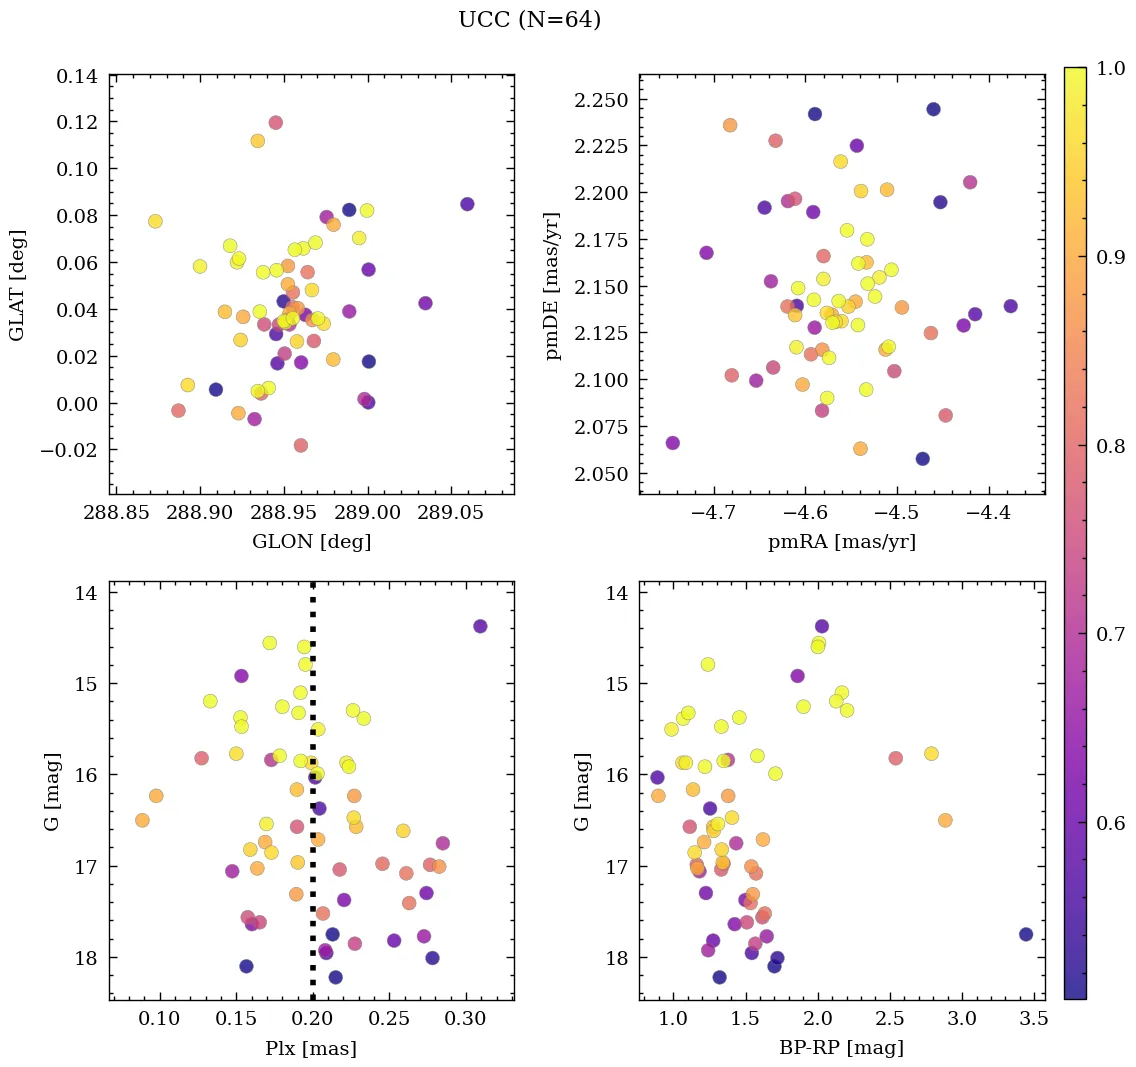 UCC (N=64)
0.14
0.12
0.10
0.08
0.06
0.04
0.02
0.00
−0.02
GLAT [deg]
288.85 288.90 288.95 289.00 289.05
GLON [deg]
2.250
2.225
2.200
2.175
2.150
2.125
2.100
2.075
2.050
pmDE [mas/yr]
−4.7 −4.6 −4.5 −4.4
pmRA [mas/yr]
14
15
16
17
18
G [mag]
0.10 0.15 0.20 0.25 0.30
Plx [mas]
14
15
16
17
18
G [mag]
1.0 1.5 2.0 2.5 3.0 3.5
BP-RP [mag]
1.0
0.9
0.8
0.7
0.6